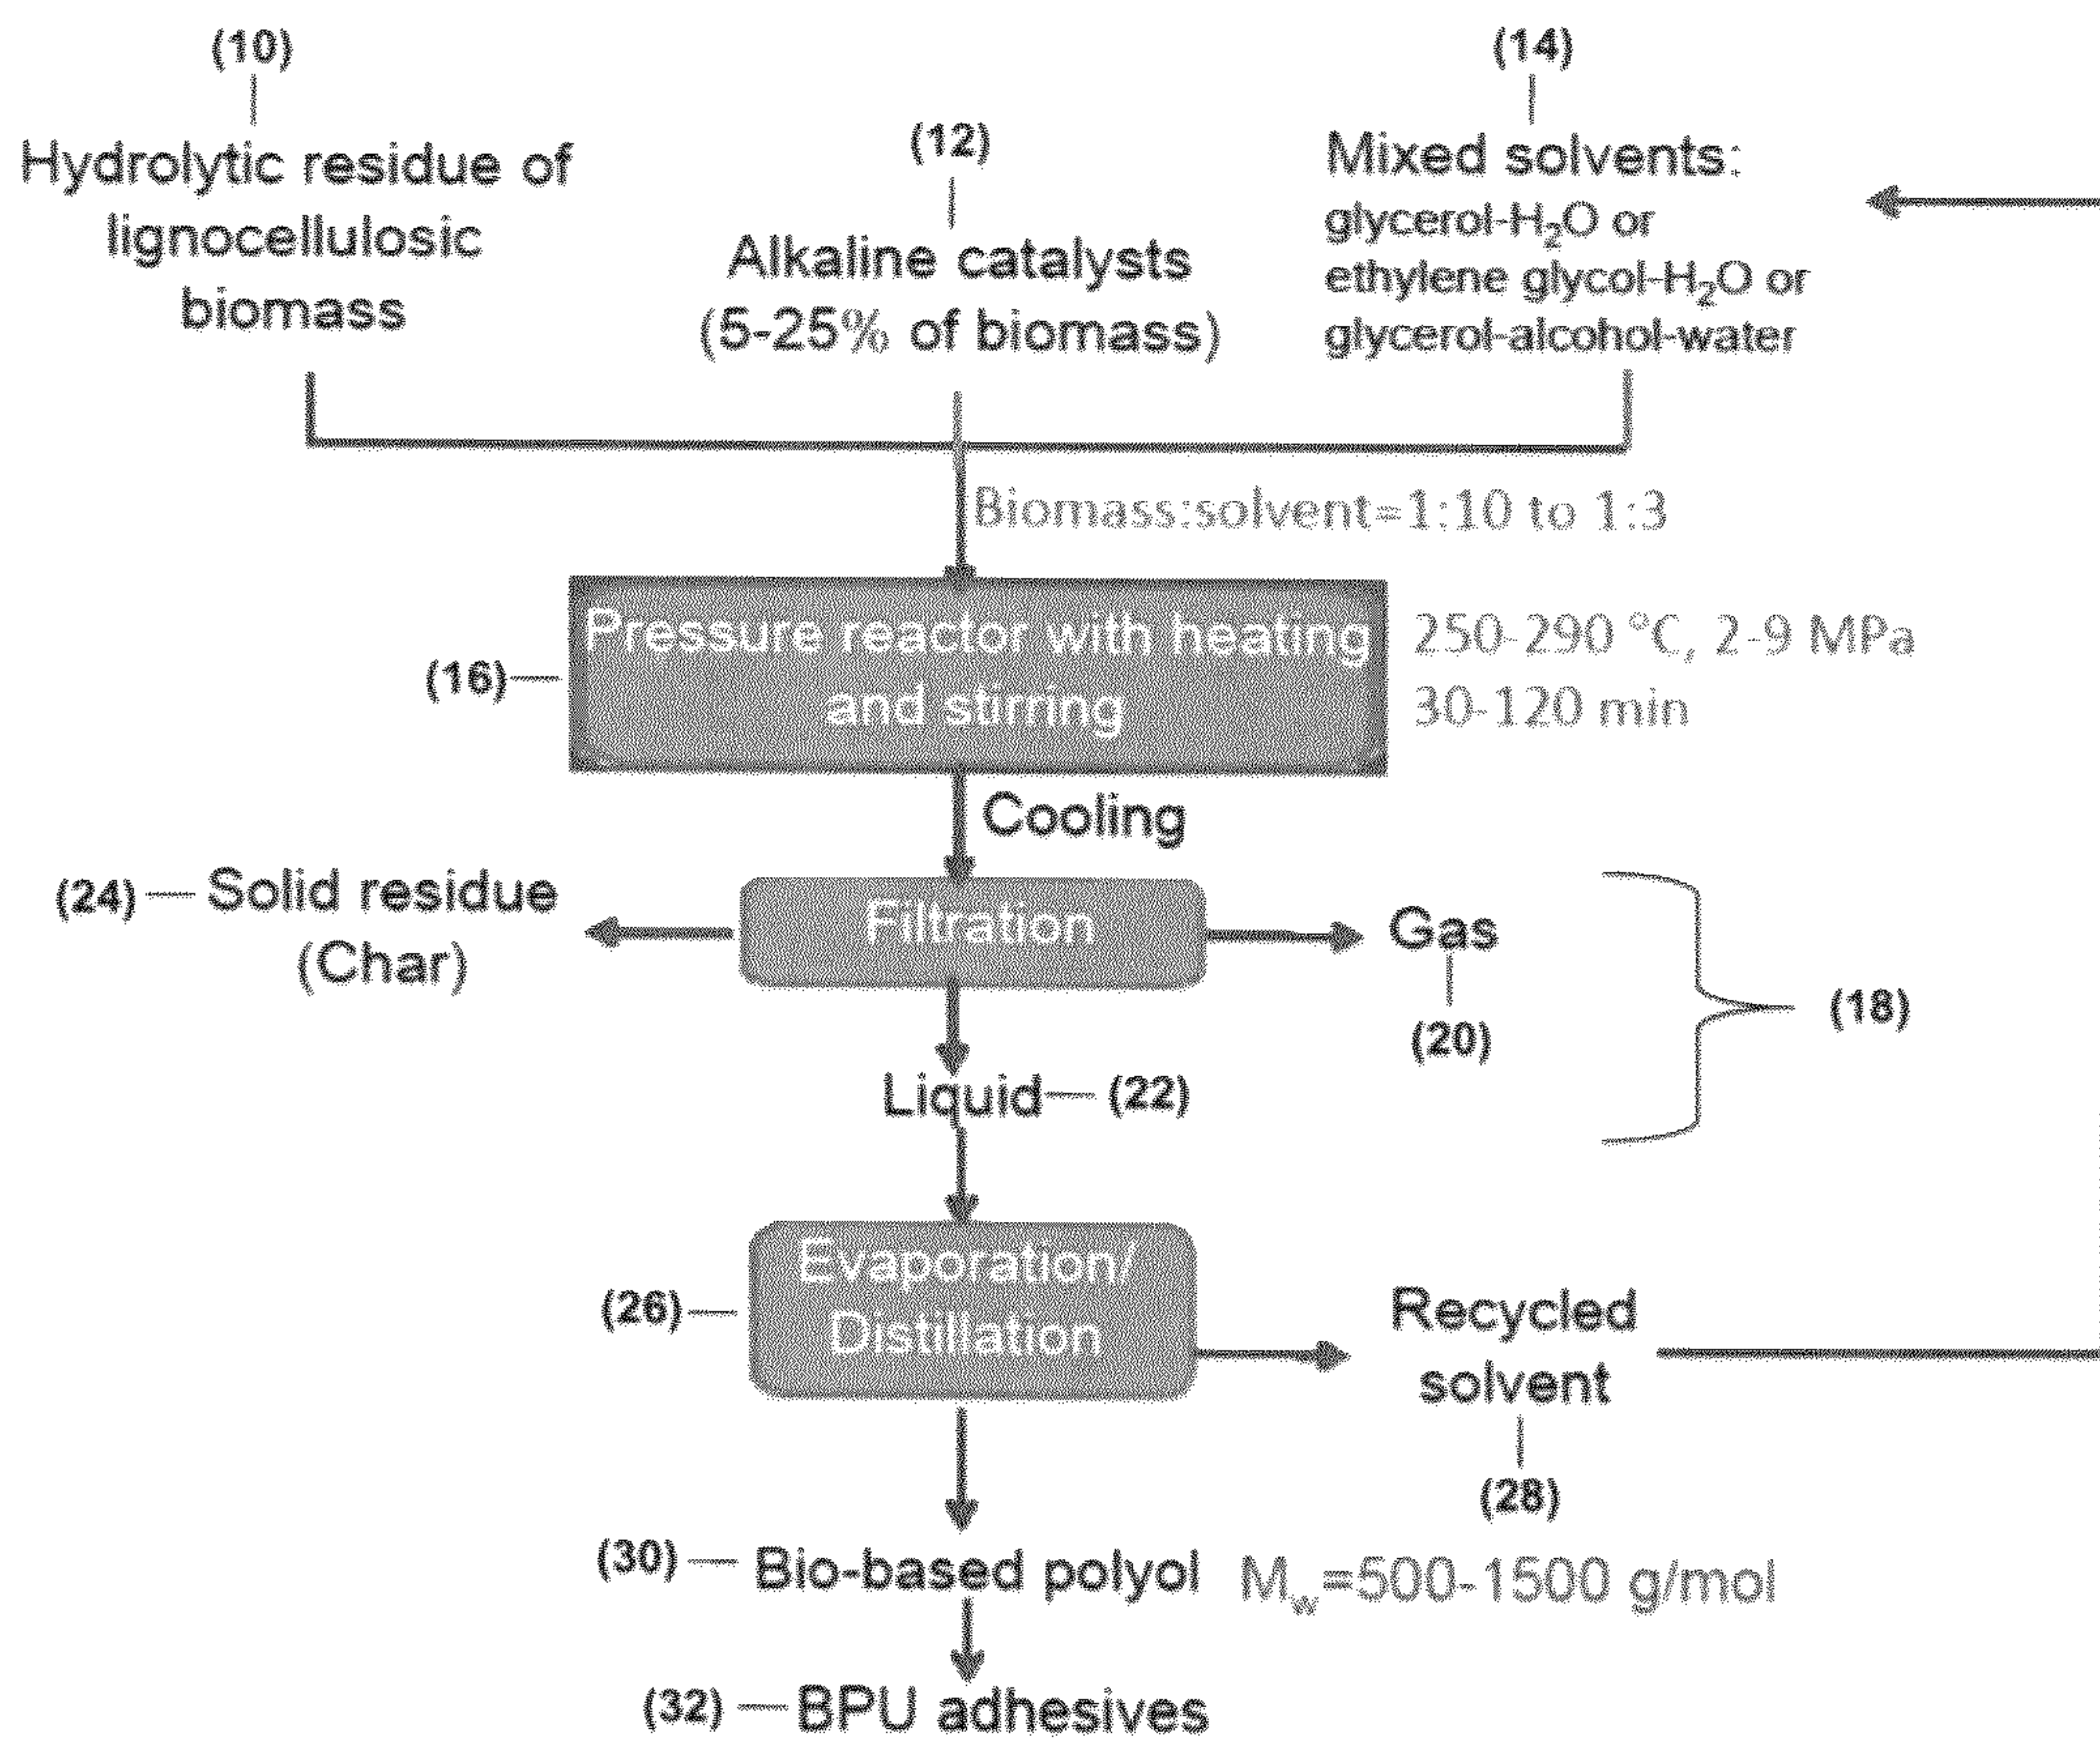 (10)
Hydrolytic residue of
lignocellulosic
biomass
(12)
Alkaline catalysts
(5-25% of biomass)
(14)
Mixed solvents:
glycerol-H₂O or
ethylene glycol-H₂O or
glycerol-alcohol-water
Biomass:solvent=1:10 to 1:3
(16)
Pressure reactor with heating
and stirring
250-290 °C, 2-9 MPa
30-120 min
Cooling
(24)
Solid residue
(Char)
Filtration
Gas
(20)
(18)
Liquid
(22)
(26)
Evaporation/
Distillation
Recycled
solvent
(28)
(30)
Bio-based polyol
M_w=500-1500 g/mol
(32)
BPU adhesives